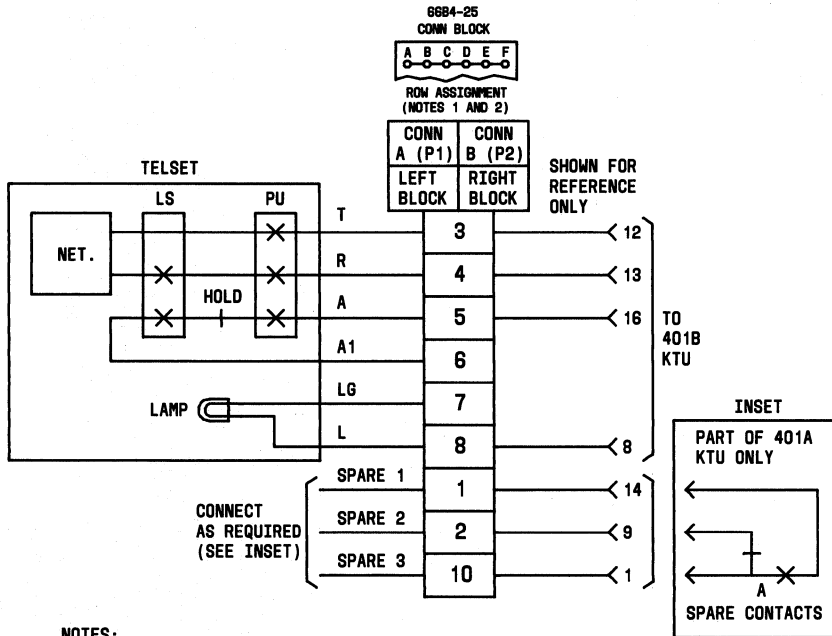 66B4-25
CONN BLOCK
A B C D E F
ROW ASSIGNMENT
(NOTES 1 AND 2)
CONN
A (P1)
CONN
B (P2)
LEFT
BLOCK
RIGHT
BLOCK
SHOWN FOR
REFERENCE
ONLY
TELSET
LS
PU
NET.
HOLD
LAMP
T
3
12
R
4
13
A
5
16
A1
6
LG
7
L
8
8
TO
401B
KTU
CONNECT
AS REQUIRED
(SEE INSET)
SPARE 1
1
14
SPARE 2
2
9
SPARE 3
10
1
INSET
PART OF 401A
KTU ONLY
A
SPARE CONTACTS
NOTES: